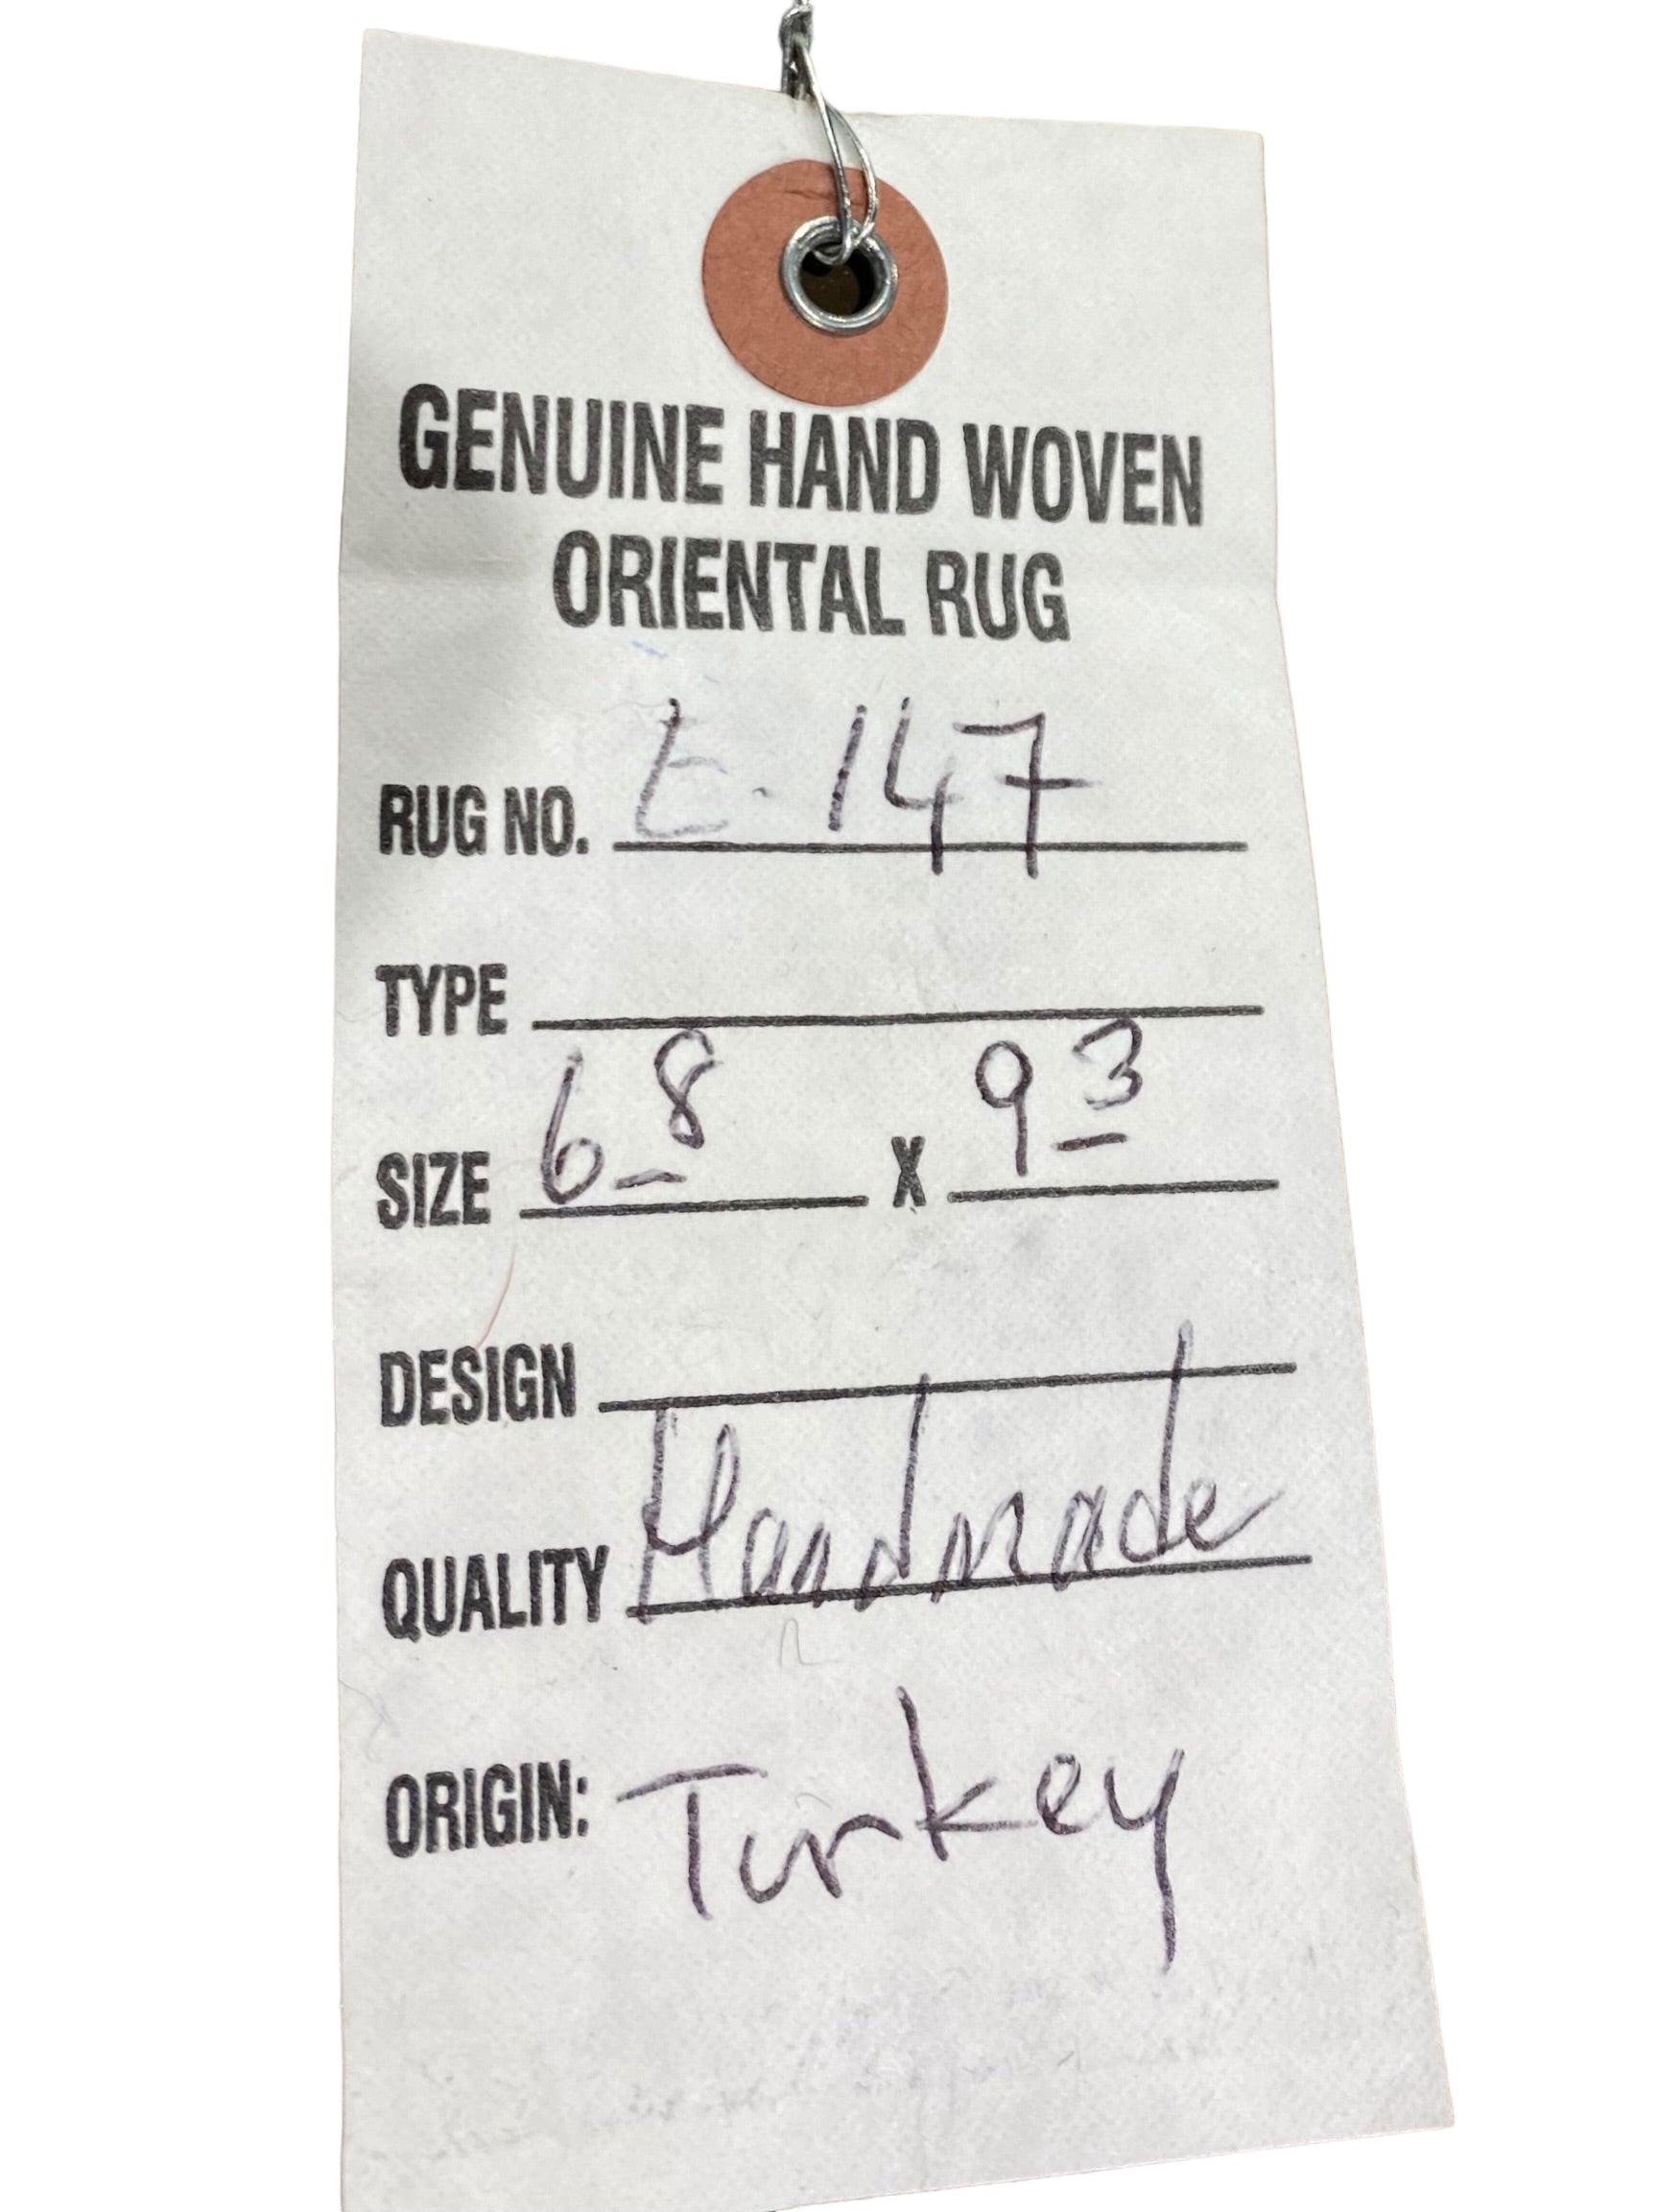 GENUINE HAND WOVEN
ORIENTAL RUG
RUG NO. E-147
TYPE
SIZE 6-8 X 9-3
DESIGN
QUALITY Handmade
ORIGIN: Turkey